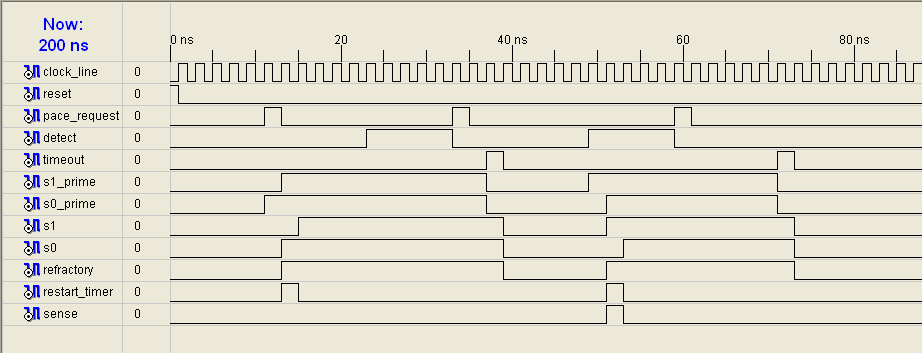 Now:
200 ns
0 ns 20 40 ns 60 80 ns
clock_line 0
reset 0
pace_request 0
detect 0
timeout 0
s1_prime 0
s0_prime 0
s1 0
s0 0
refractory 0
restart_timer 0
sense 0